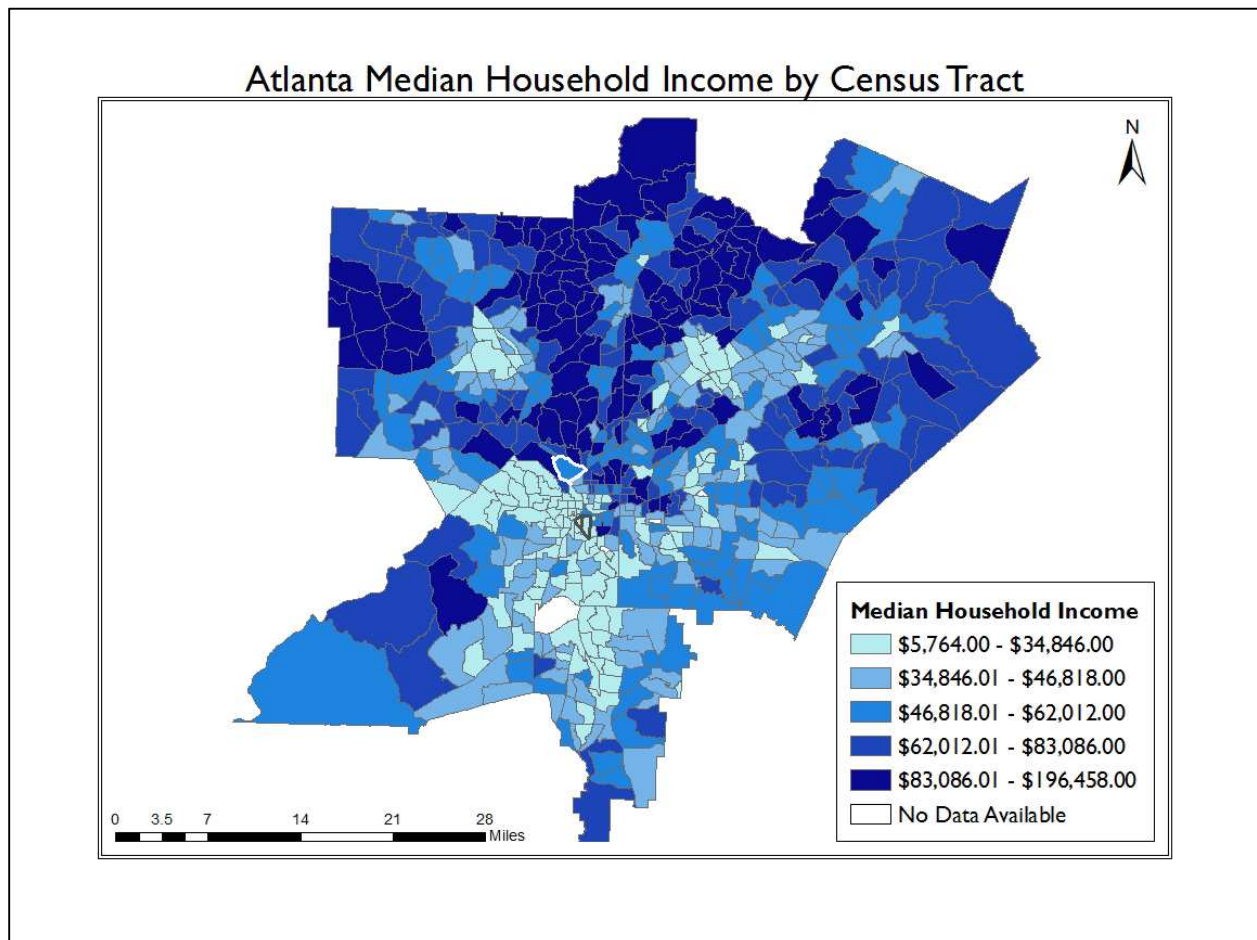 Atlanta Median Household Income by Census Tract
N
Median Household Income
$5,764.00 - $34,846.00
$34,846.01 - $46,818.00
$46,818.01 - $62,012.00
$62,012.01 - $83,086.00
$83,086.01 - $196,458.00
No Data Available
0 3.5 7 14 21 28
Miles